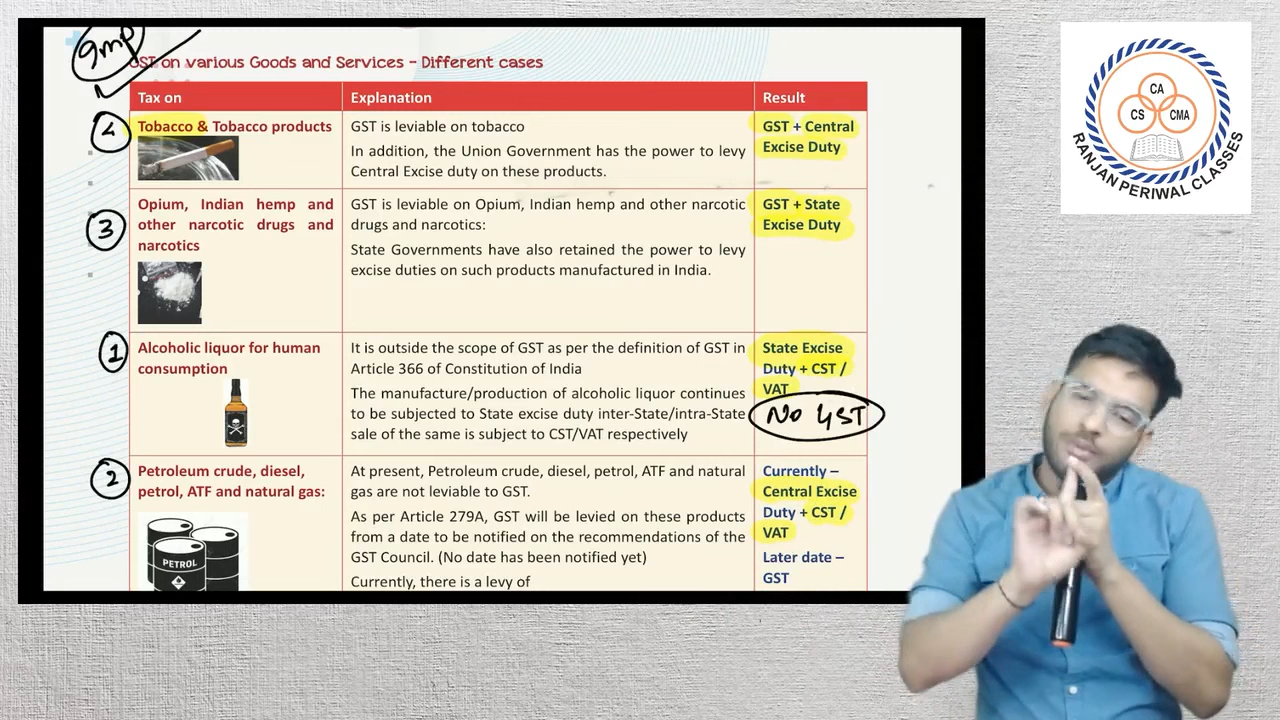 Imp
GST on various Goods and Services - Different cases
Tax on Explanation Result
4
Tobacco & Tobacco products
GST is leviable on tobacco
In addition, the Union Government has the power to levy
Central Excise duty on these products.
GST + Central
Excise Duty
3
Opium, Indian hemp and
other narcotic drugs and
narcotics
GST is leviable on Opium, Indian hemp and other narcotic
drugs and narcotics:
State Governments have also retained the power to levy
excise duties on such products manufactured in India.
GST + State
Excise Duty
1
Alcoholic liquor for human
consumption
It is outside the scope of GST as per the definition of GST in
Article 366 of Constitution of India
The manufacture/production of alcoholic liquor continues
to be subjected to State excise duty inter-State/intra-State
sale of the same is subject to CST/VAT respectively
State Excise
Duty + CST /
VAT
No GST
2
Petroleum crude, diesel,
petrol, ATF and natural gas:
PETROL
At present, Petroleum crude, diesel, petrol, ATF and natural
gas are not leviable to GST.
As per Article 279A, GST will be levied on these products
from a date to be notified on the recommendations of the
GST Council. (No date has been notified yet)
Currently, there is a levy of
Currently –
Central Excise
Duty + CST /
VAT
Later date –
GST
CA
CS CMA
RANJAN PERIWAL CLASSES